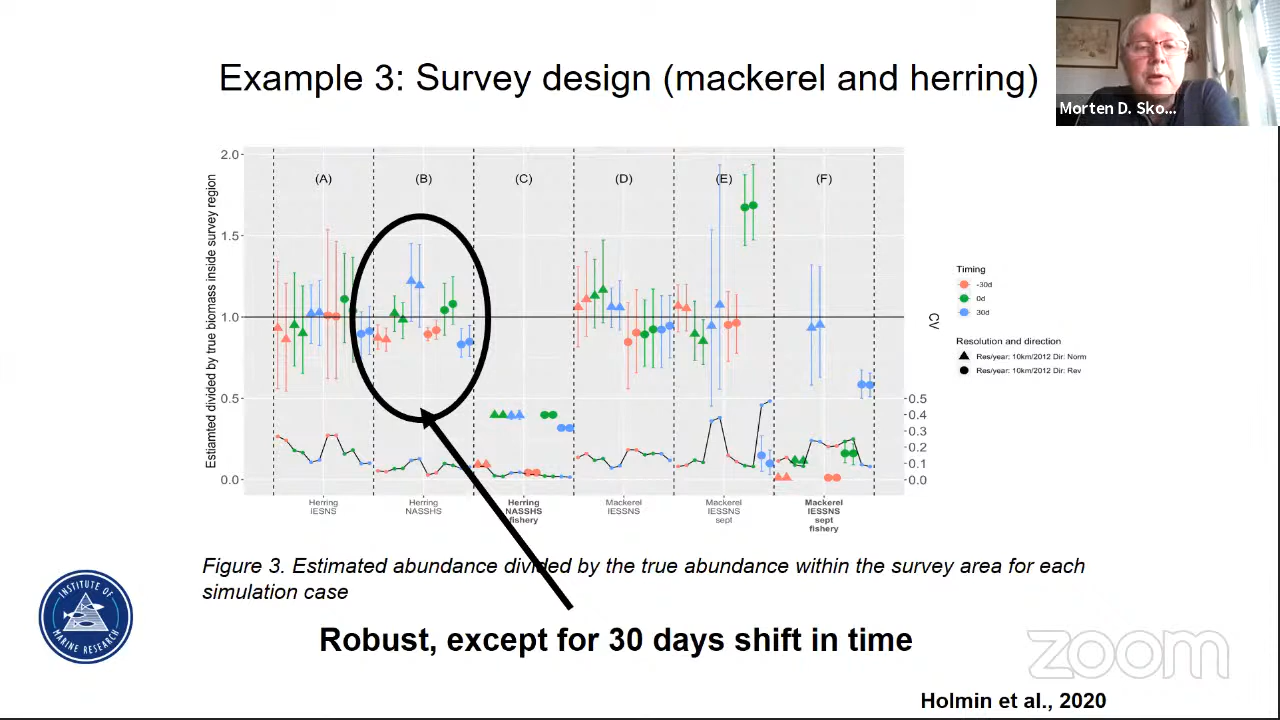 Example 3: Survey design (mackerel and herring)
Morten D. Sko...
Estiamted divided by true biomass inside survey region
2.0
1.5
1.0
0.5
0.0
(A)
(B)
(C)
(D)
(E)
(F)
0.5
0.4
0.3
0.2
0.1
0.0
CV
Herring
IESNS
Herring
NASSHS
Herring
NASSHS
fishery
Mackerel
IESSNS
Mackerel
IESSNS
sept
Mackerel
IESSNS
sept
fishery
Timing
-30d
0d
30d
Resolution and direction
Res/year: 10km/2012 Dir: Norm
Res/year: 10km/2012 Dir: Rev
Figure 3. Estimated abundance divided by the true abundance within the survey area for each
simulation case
INSTITUTE OF
MARINE RESEARCH
Robust, except for 30 days shift in time
zoom
Holmin et al., 2020